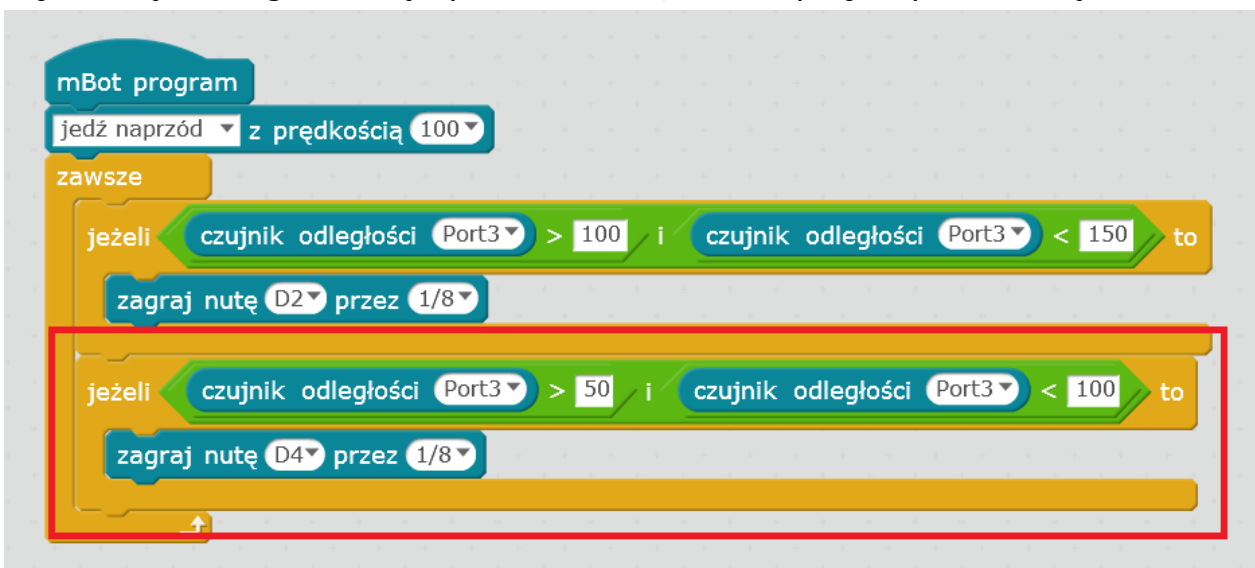 mBot program
jedź naprzód z prędkością 100
zawsze
jeżeli czujnik odległości Port3 > 100 i czujnik odległości Port3 < 150 to
zagraj nutę D2 przez 1/8
jeżeli czujnik odległości Port3 > 50 i czujnik odległości Port3 < 100 to
zagraj nutę D4 przez 1/8